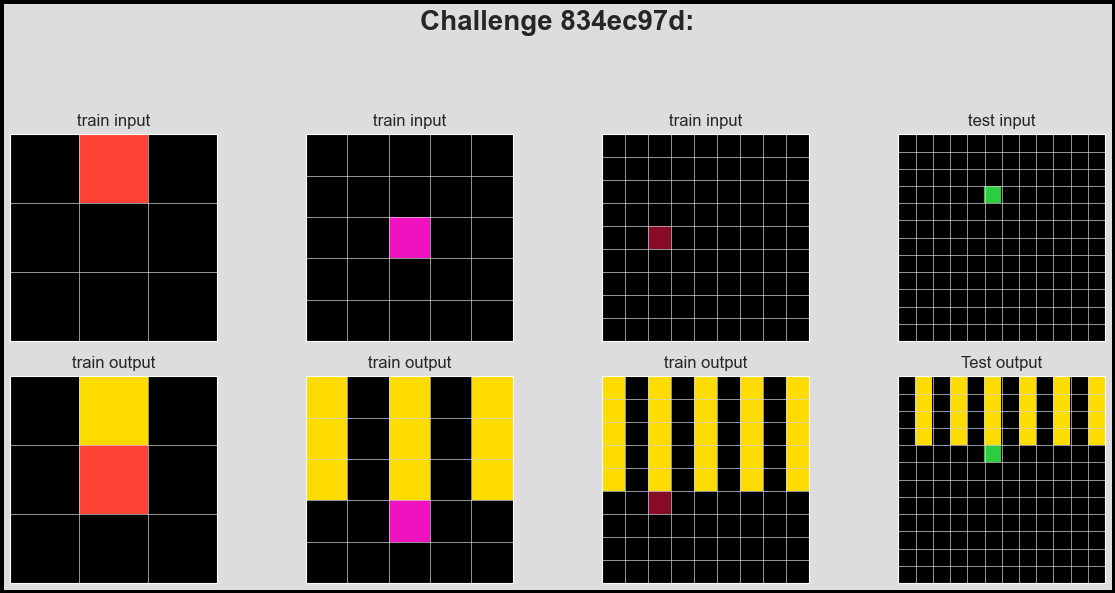 Challenge 834ec97d:
train input
train input
train input
test input
train output
train output
train output
Test output